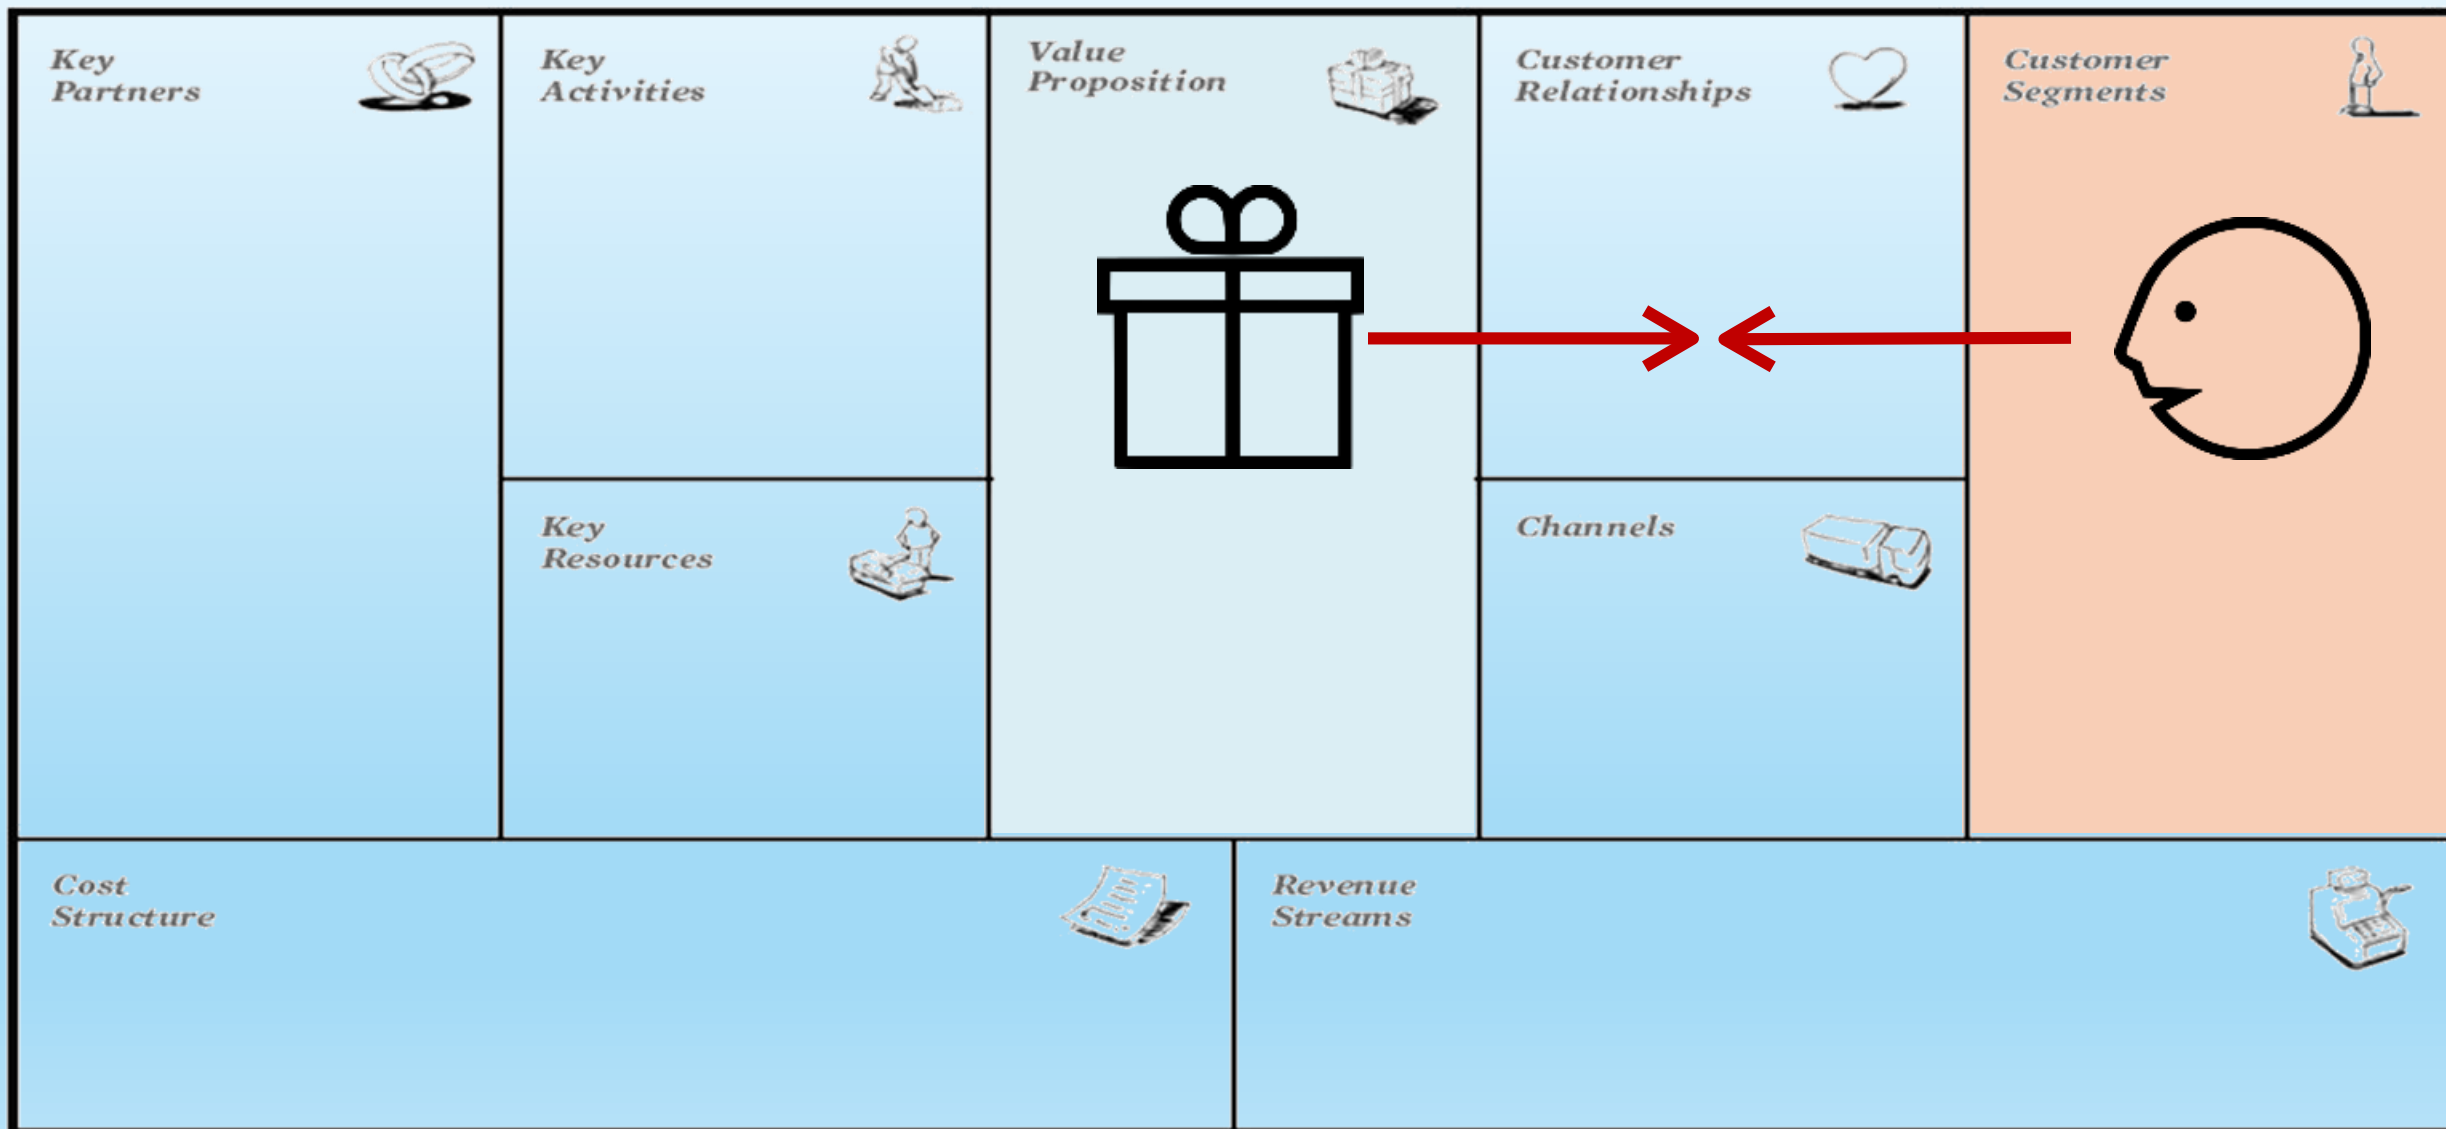 Key
Partners
Key
Activities
Value
Proposition
Customer
Relationships
Customer
Segments
Key
Resources
Channels
Cost
Structure
Revenue
Streams